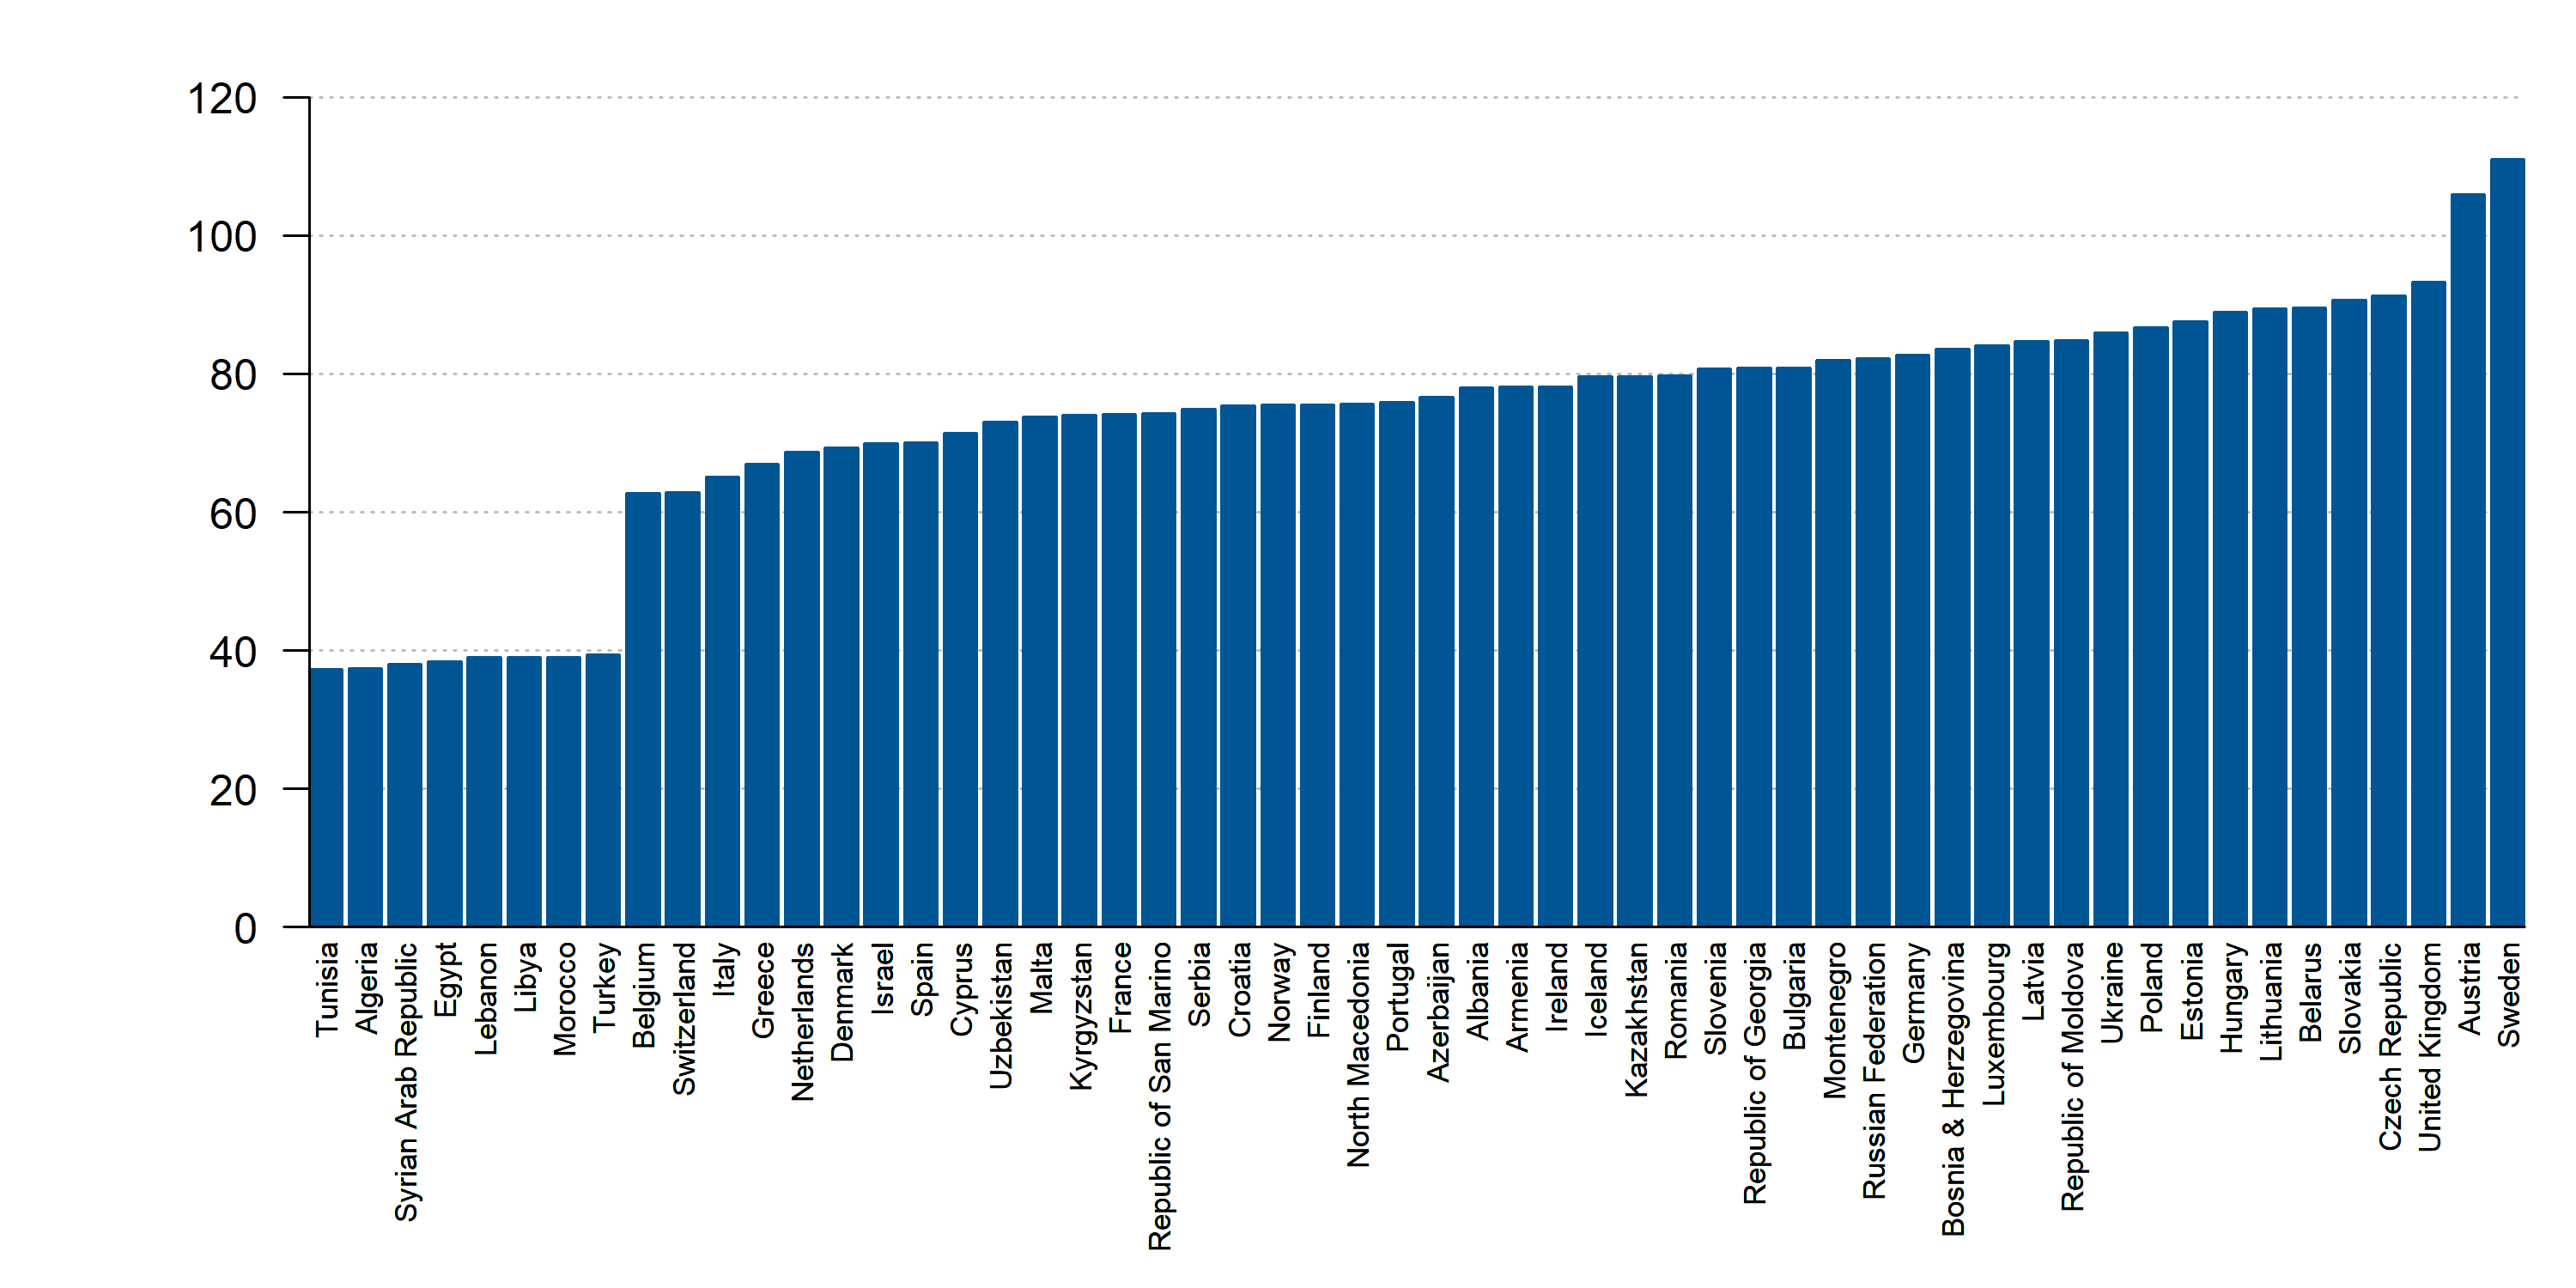 120
100
80
60
40
20
0
Tunisia
Algeria
Syrian Arab Republic
Egypt
Lebanon
Libya
Morocco
Turkey
Belgium
Switzerland
Italy
Greece
Netherlands
Denmark
Israel
Spain
Cyprus
Uzbekistan
Malta
Kyrgyzstan
France
Republic of San Marino
Serbia
Croatia
Norway
Finland
North Macedonia
Portugal
Azerbaijan
Albania
Armenia
Ireland
Iceland
Kazakhstan
Romania
Slovenia
Republic of Georgia
Bulgaria
Montenegro
Russian Federation
Germany
Bosnia & Herzegovina
Luxembourg
Latvia
Republic of Moldova
Ukraine
Poland
Estonia
Hungary
Lithuania
Belarus
Slovakia
Czech Republic
United Kingdom
Austria
Sweden